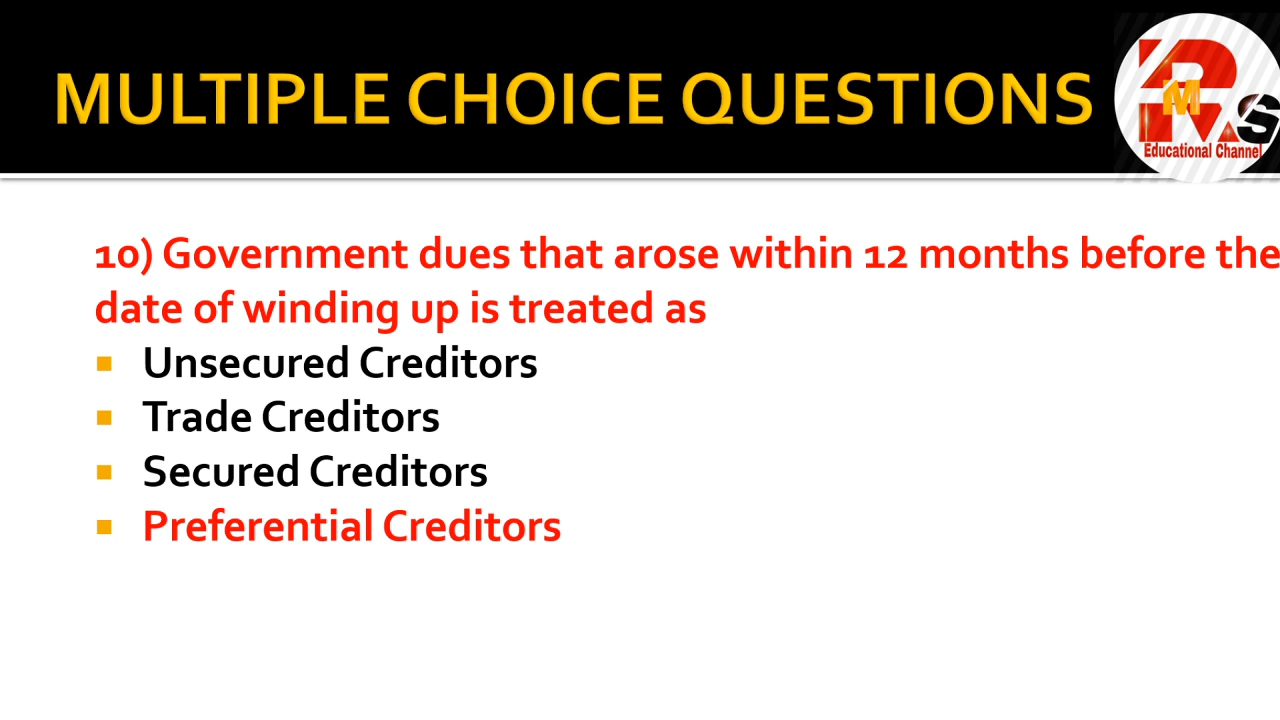 MULTIPLE CHOICE QUESTIONS
RMS
Educational Channel
10) Government dues that arose within 12 months before the
date of winding up is treated as
Unsecured Creditors
Trade Creditors
Secured Creditors
Preferential Creditors